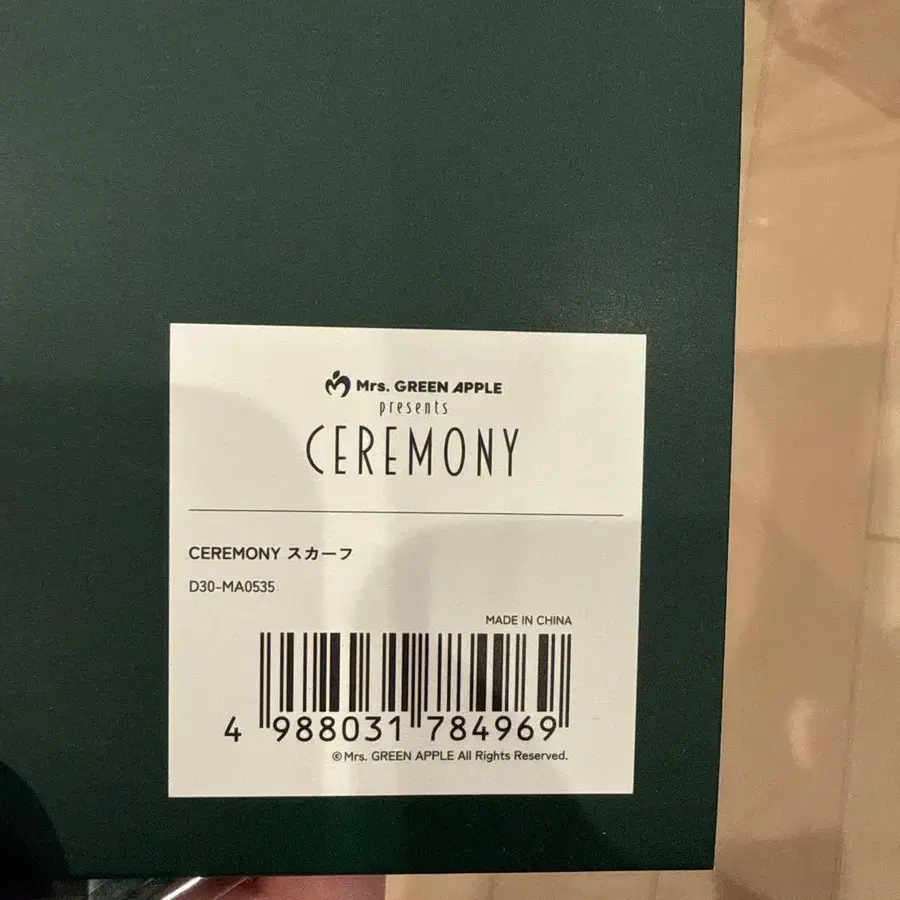 Mrs. GREEN APPLE
presents
CEREMONY
CEREMONY スカーフ
D30-MA0535
MADE IN CHINA
4 988031 784969
©Mrs. GREEN APPLE All Rights Reserved.